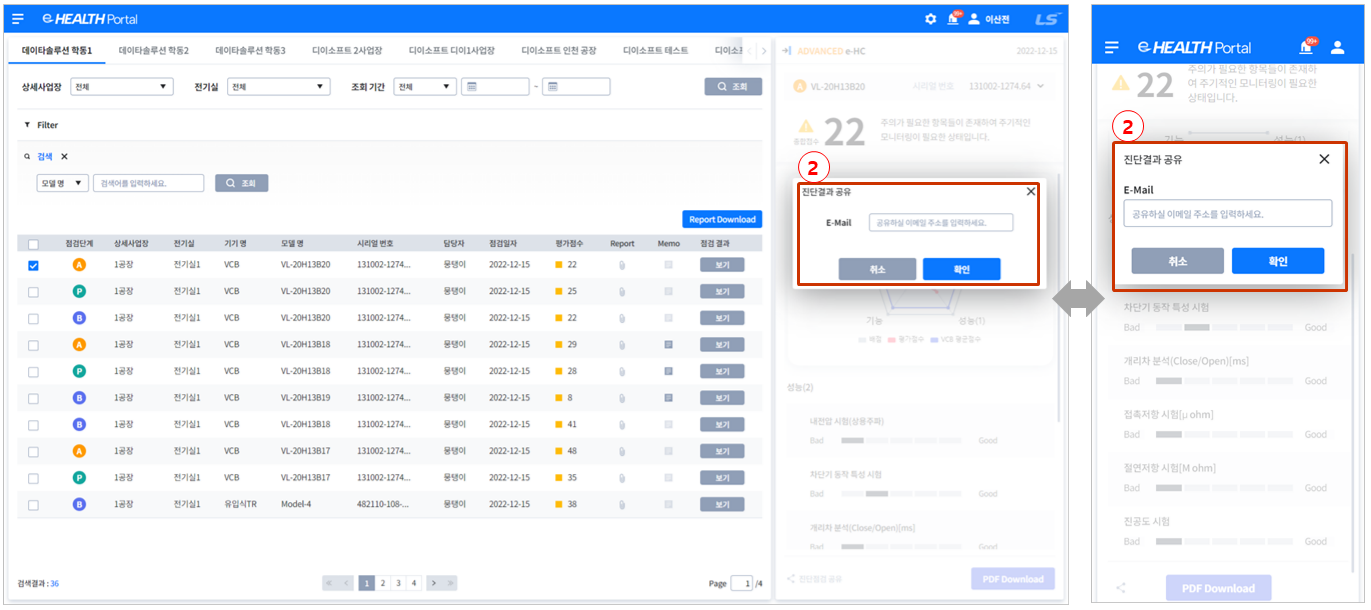 e-HEALTH Portal
99+
이산전
LS
데이타솔루션 학동1 데이타솔루션 학동2 데이타솔루션 학동3 디이소프트 2사업장 디이소프트 디이1사업장 디이소프트 인천 공장 디이소프트 테스트 디이소프
상세사업장 전체 ▼ 전기실 전체 ▼ 조회 기간 전체 ▼ ~ 조회
▼ Filter
검색 X
모델 명 ▼ 검색어를 입력하세요. 조회
Report Download
점검단계 상세사업장 전기실 기기 명 모델 명 시리얼 번호 담당자 점검일자 평가점수 Report Memo 점검 결과
A 1공장 전기실1 VCB VL-20H13B20 131002-1274... 뭉탱이 2022-12-15 22 보기
P 1공장 전기실1 VCB VL-20H13B20 131002-1274... 뭉탱이 2022-12-15 25 보기
B 1공장 전기실1 VCB VL-20H13B20 131002-1274... 뭉탱이 2022-12-15 22 보기
A 1공장 전기실1 VCB VL-20H13B18 131002-1274... 뭉탱이 2022-12-15 29 보기
P 1공장 전기실1 VCB VL-20H13B18 131002-1274... 뭉탱이 2022-12-15 28 보기
B 1공장 전기실1 VCB VL-20H13B19 131002-1274... 뭉탱이 2022-12-15 8 보기
B 1공장 전기실1 VCB VL-20H13B18 131002-1274... 뭉탱이 2022-12-15 41 보기
A 1공장 전기실1 VCB VL-20H13B17 131002-1274... 뭉탱이 2022-12-15 48 보기
P 1공장 전기실1 VCB VL-20H13B17 131002-1274... 뭉탱이 2022-12-15 35 보기
B 1공장 전기실1 유입식TR Model-4 482110-108-... 뭉탱이 2022-12-15 38 보기
검색결과 : 36
« < 1 2 3 4 > »
Page 1 /4
ADVANCED e-HC 2022-12-15
A VL-20H13B20 시리얼 번호 131002-1274.64
종합점수 22 주의가 필요한 항목들이 존재하여 주기적인
모니터링이 필요한 상태입니다.
2
진단결과 공유 X
E-Mail 공유하실 이메일 주소를 입력하세요.
취소 확인
기능 성능(1)
배점 평가점수 VCB 평균점수
성능(2)
내전압 시험(상용주파)
Bad Good
차단기 동작 특성 시험
Bad Good
개리차 분석(Close/Open)[ms]
Bad Good
진단점검 공유 PDF Download
e-HEALTH Portal
99+
22 주의가 필요한 항목들이 존재하
여 주기적인 모니터링이 필요한
상태입니다.
기능 성능(1)
2
진단결과 공유 X
E-Mail
공유하실 이메일 주소를 입력하세요.
취소 확인
차단기 동작 특성 시험
Bad Good
개리차 분석(Close/Open)[ms]
Bad Good
접촉저항 시험[μ ohm]
Bad Good
절연저항 시험[M ohm]
Bad Good
진공도 시험
Bad Good
PDF Download